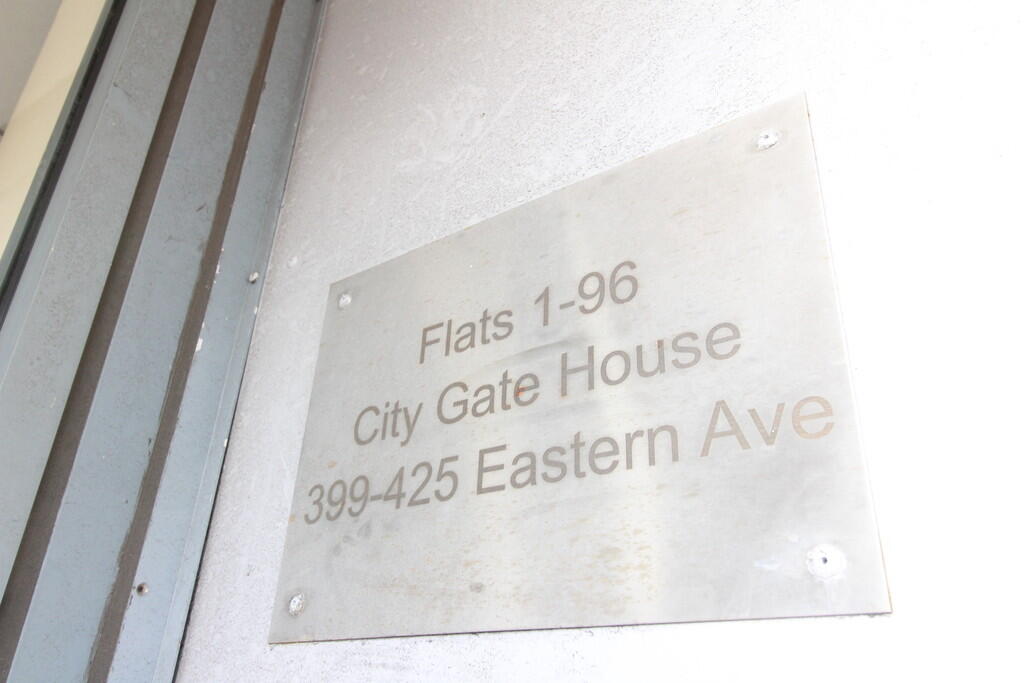 Flats 1-96
City Gate House
399-425 Eastern Ave